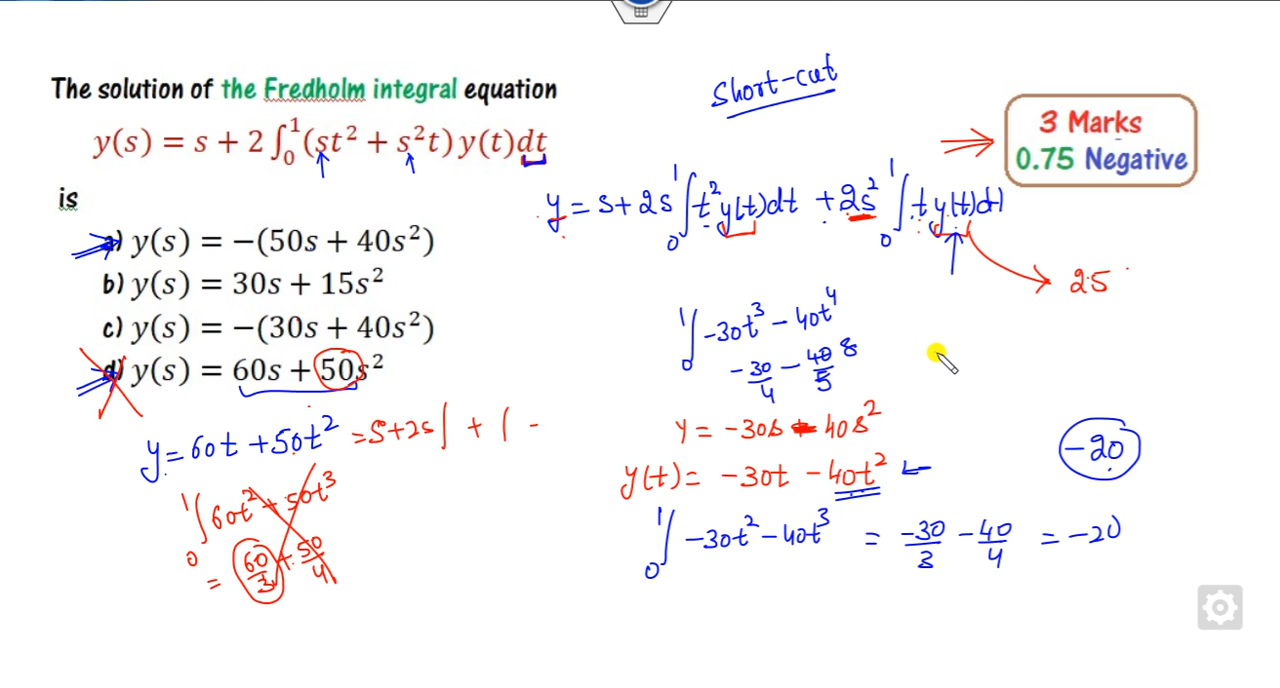 The solution of the Fredholm integral equation
y(s) = s + 2 ∫₀¹(st² + s²t) y(t)dt
is
a) y(s) = −(50s + 40s²)
b) y(s) = 30s + 15s²
c) y(s) = −(30s + 40s²)
d) y(s) = 60s + 50s²
y = 60t + 50t² = s+2s∫ + ∫ -
∫₀¹ 60t² + 50t³
= 60/3 + 50/4
Short-cut
3 Marks
0.75 Negative
y = s + 2s ∫₀¹ t² y(t) dt + 2s² ∫₀¹ t y(t) dt
25
∫₀¹ -30t³ - 40t⁴
-30/4 - 40/5 8
y = -30s - 40s²
y(t) = -30t - 40t²
-20
∫₀¹ -30t² - 40t³ = -30/3 - 40/4 = -20